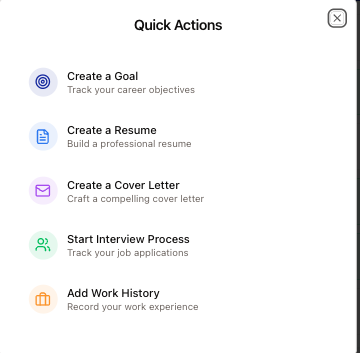 Quick Actions
Create a Goal
Track your career objectives
Create a Resume
Build a professional resume
Create a Cover Letter
Craft a compelling cover letter
Start Interview Process
Track your job applications
Add Work History
Record your work experience